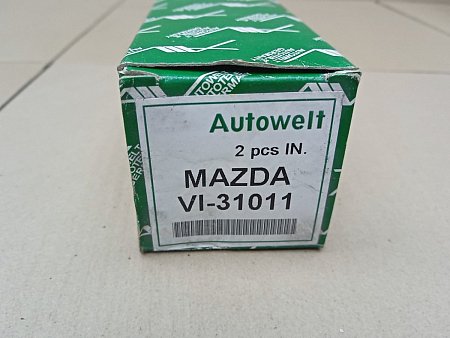 Autowelt
2 pcs IN.
MAZDA
VI-31011